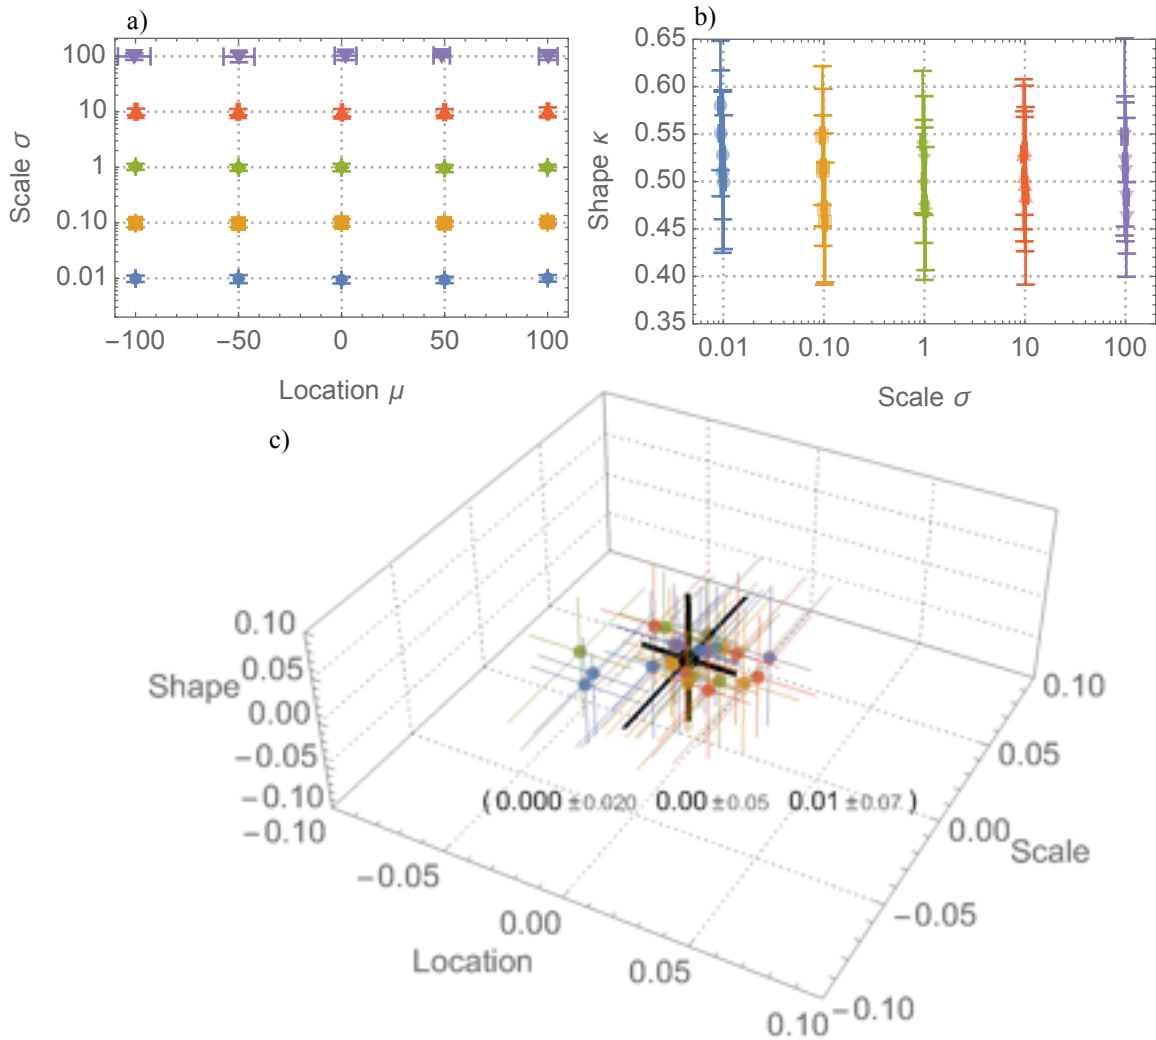 a)
100
10
1
0.10
0.01
Scale σ
−100 −50 0 50 100
Location μ
b)
0.65
0.60
0.55
0.50
0.45
0.40
0.35
Shape κ
0.01 0.10 1 10 100
Scale σ
c)
0.10
0.05
0.00
−0.05
−0.10
Shape
−0.10
−0.05
0.00
0.05
0.10
Location
0.10
0.05
0.00
−0.05
−0.10
Scale
( 0.000 ±0.020 0.00 ±0.05 0.01 ±0.07 )